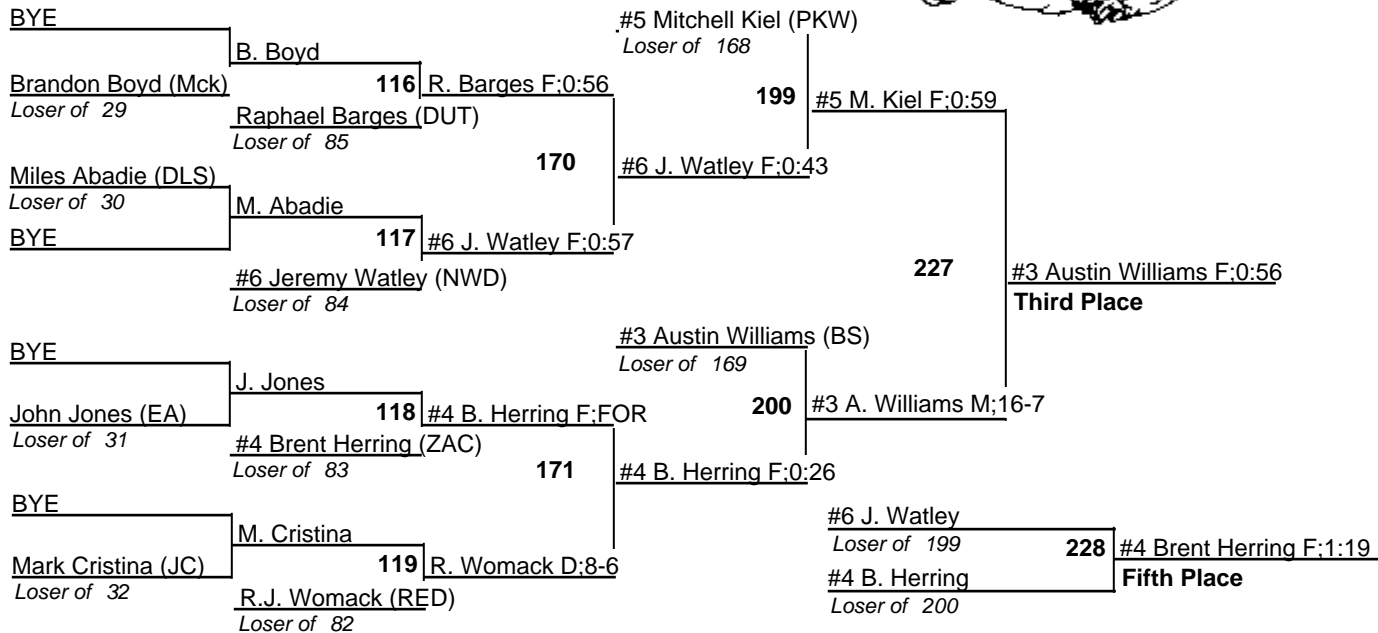 BYE
B. Boyd
Brandon Boyd (Mck)
Loser of 29
116
R. Barges F;0:56
Raphael Barges (DUT)
Loser of 85
170
Miles Abadie (DLS)
Loser of 30
M. Abadie
BYE
117
#6 J. Watley F;0:57
#6 Jeremy Watley (NWD)
Loser of 84
#5 Mitchell Kiel (PKW)
Loser of 168
199
#5 M. Kiel F;0:59
#6 J. Watley F;0:43
227
#3 Austin Williams F;0:56
Third Place
BYE
J. Jones
John Jones (EA)
Loser of 31
118
#4 B. Herring F;FOR
#4 Brent Herring (ZAC)
Loser of 83
171
BYE
M. Cristina
Mark Cristina (JC)
Loser of 32
119
R. Womack D;8-6
R.J. Womack (RED)
Loser of 82
#3 Austin Williams (BS)
Loser of 169
200
#3 A. Williams M;16-7
#4 B. Herring F;0:26
#6 J. Watley
Loser of 199
228
#4 Brent Herring F;1:19
#4 B. Herring
Fifth Place
Loser of 200